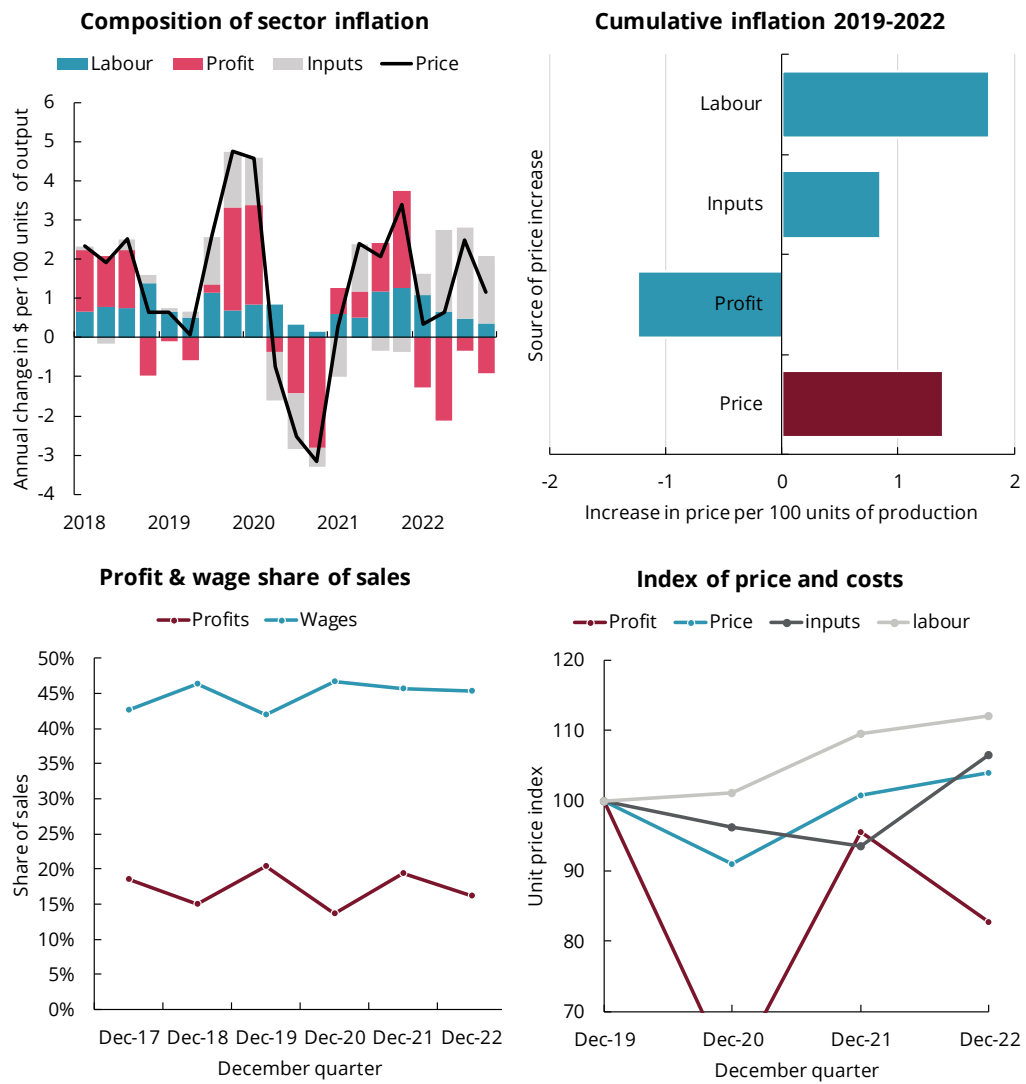 Composition of sector inflation
Labour Profit Inputs Price
Annual change in $ per 100 units of output
6
5
4
3
2
1
0
-1
-2
-3
-4
2018 2019 2020 2021 2022
Cumulative inflation 2019-2022
Source of price increase
Labour
Inputs
Profit
Price
-2 -1 0 1 2
Increase in price per 100 units of production
Profit & wage share of sales
Profits Wages
Share of sales
50%
45%
40%
35%
30%
25%
20%
15%
10%
5%
0%
Dec-17 Dec-18 Dec-19 Dec-20 Dec-21 Dec-22
December quarter
Index of price and costs
Profit Price inputs labour
Unit price index
120
110
100
90
80
70
Dec-19 Dec-20 Dec-21 Dec-22
December quarter